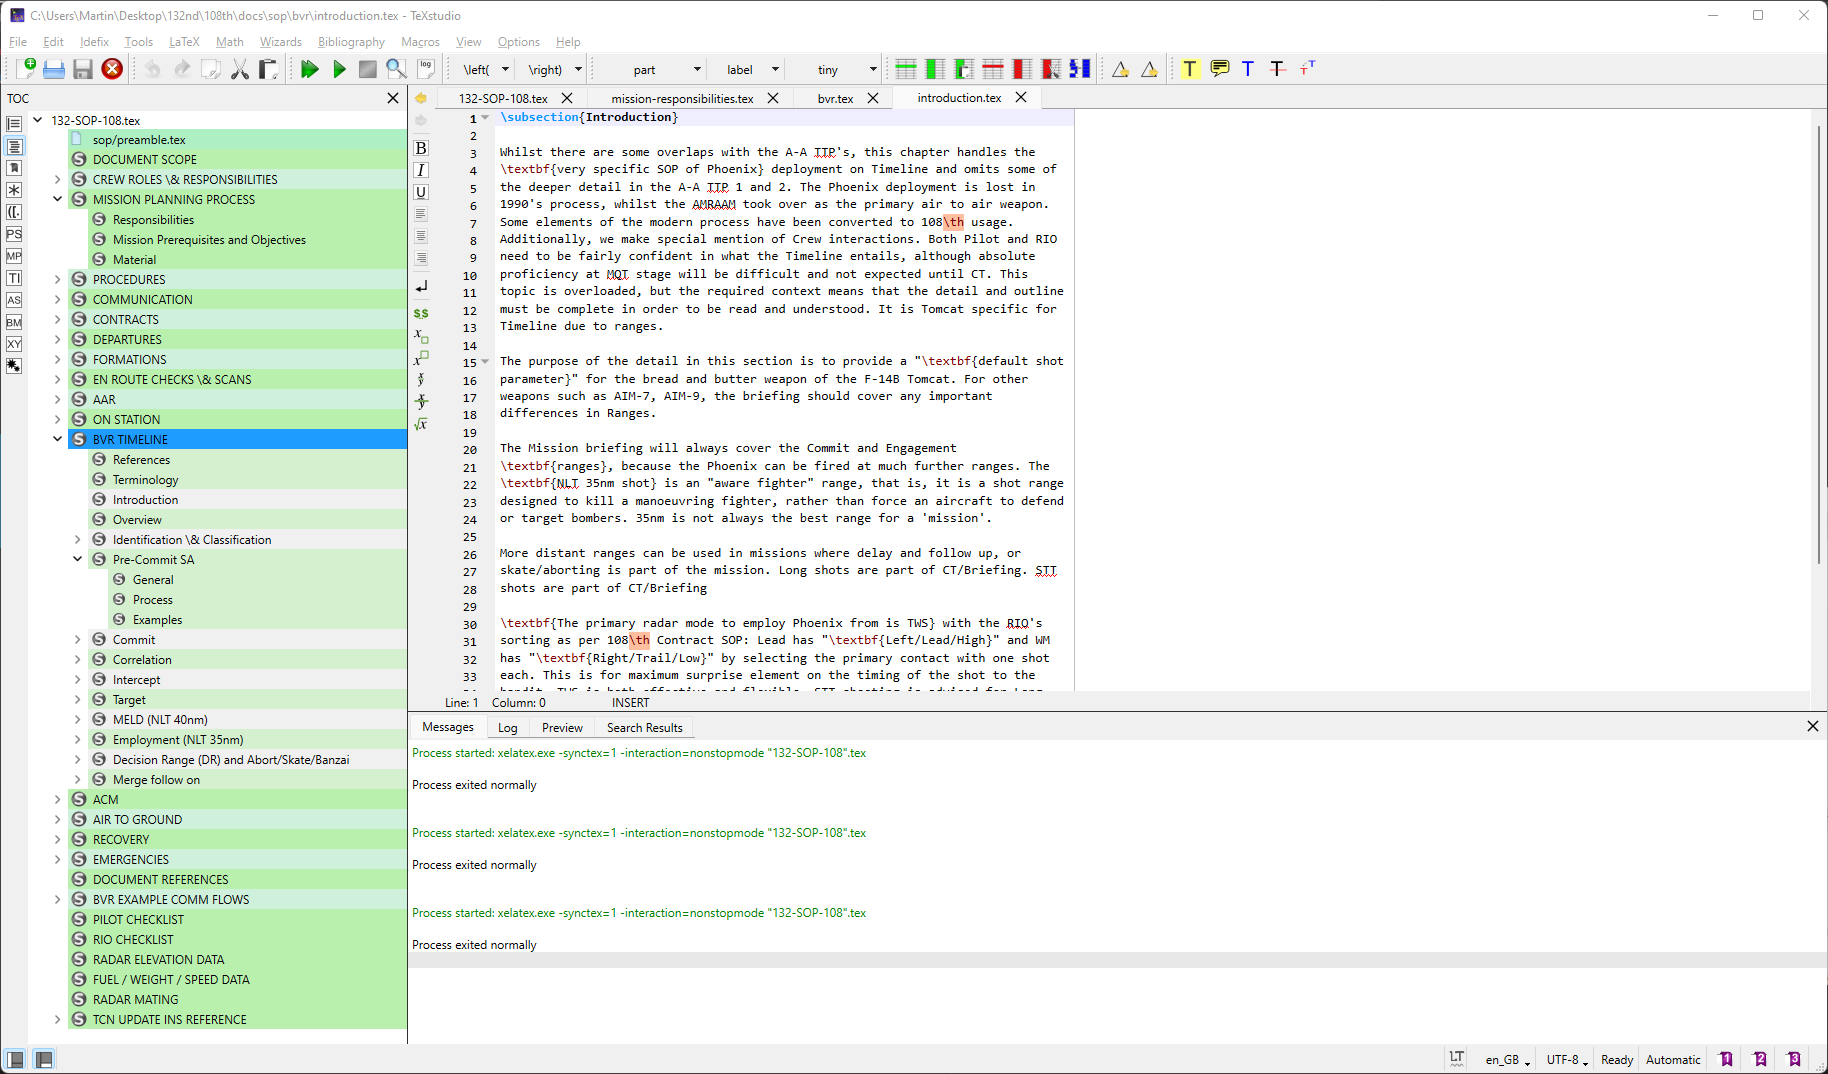 C:\Users\Martin\Desktop\132nd\108th\docs\sop\bvr\introduction.tex - TeXstudio
File Edit Idefix Tools LaTeX Math Wizards Bibliography Macros View Options Help
log \left( \right) part label tiny
TOC
132-SOP-108.tex mission-responsibilities.tex bvr.tex introduction.tex
132-SOP-108.tex
sop/preamble.tex
DOCUMENT SCOPE
CREW ROLES \& RESPONSIBILITIES
MISSION PLANNING PROCESS
Responsibilities
Mission Prerequisites and Objectives
Material
PROCEDURES
COMMUNICATION
CONTRACTS
DEPARTURES
FORMATIONS
EN ROUTE CHECKS \& SCANS
AAR
ON STATION
BVR TIMELINE
References
Terminology
Introduction
Overview
Identification \& Classification
Pre-Commit SA
General
Process
Examples
Commit
Correlation
Intercept
Target
MELD (NLT 40nm)
Employment (NLT 35nm)
Decision Range (DR) and Abort/Skate/Banzai
Merge follow on
ACM
AIR TO GROUND
RECOVERY
EMERGENCIES
DOCUMENT REFERENCES
BVR EXAMPLE COMM FLOWS
PILOT CHECKLIST
RIO CHECKLIST
RADAR ELEVATION DATA
FUEL / WEIGHT / SPEED DATA
RADAR MATING
TCN UPDATE INS REFERENCE
PS
MP
TI
AS
BM
XY
1 \subsection{Introduction}
2
3 Whilst there are some overlaps with the A-A TTP's, this chapter handles the
4 \textbf{very specific SOP of Phoenix} deployment on Timeline and omits some of
5 the deeper detail in the A-A TTP 1 and 2. The Phoenix deployment is lost in
6 1990's process, whilst the AMRAAM took over as the primary air to air weapon.
7 Some elements of the modern process have been converted to 108\th usage.
8 Additionally, we make special mention of Crew interactions. Both Pilot and RIO
9 need to be fairly confident in what the Timeline entails, although absolute
10 proficiency at MQT stage will be difficult and not expected until CT. This
11 topic is overloaded, but the required context means that the detail and outline
12 must be complete in order to be read and understood. It is Tomcat specific for
13 Timeline due to ranges.
14
15 The purpose of the detail in this section is to provide a "\textbf{default shot
16 parameter}" for the bread and butter weapon of the F-14B Tomcat. For other
17 weapons such as AIM-7, AIM-9, the briefing should cover any important
18 differences in Ranges.
19
20 The Mission briefing will always cover the Commit and Engagement
21 \textbf{ranges}, because the Phoenix can be fired at much further ranges. The
22 \textbf{NLT 35nm shot} is an "aware fighter" range, that is, it is a shot range
23 designed to kill a manoeuvring fighter, rather than force an aircraft to defend
24 or target bombers. 35nm is not always the best range for a 'mission'.
25
26 More distant ranges can be used in missions where delay and follow up, or
27 skate/aborting is part of the mission. Long shots are part of CT/Briefing. STT
28 shots are part of CT/Briefing
29
30 \textbf{The primary radar mode to employ Phoenix from is TWS} with the RIO's
31 sorting as per 108\th Contract SOP: Lead has "\textbf{Left/Lead/High}" and WM
32 has "\textbf{Right/Trail/Low}" by selecting the primary contact with one shot
33 each. This is for maximum surprise element on the timing of the shot to the
Line: 1 Column: 0 INSERT
Messages Log Preview Search Results
Process started: xelatex.exe -synctex=1 -interaction=nonstopmode "132-SOP-108".tex
Process exited normally
Process started: xelatex.exe -synctex=1 -interaction=nonstopmode "132-SOP-108".tex
Process exited normally
Process started: xelatex.exe -synctex=1 -interaction=nonstopmode "132-SOP-108".tex
Process exited normally
LT en_GB UTF-8 Ready Automatic 1 2 3